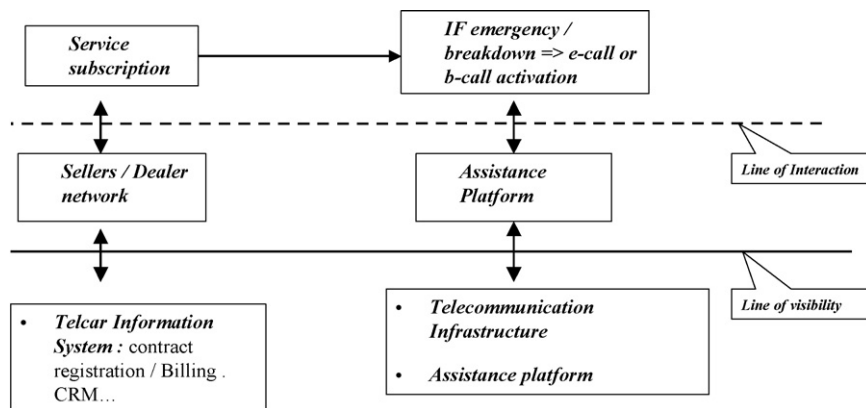 Service
subscription
IF emergency /
breakdown => e-call or
b-call activation
Line of Interaction
Sellers / Dealer
network
Assistance
Platform
Line of visibility
• Telcar Information
System : contract
registration / Billing .
CRM…
• Telecommunication
Infrastructure
• Assistance platform